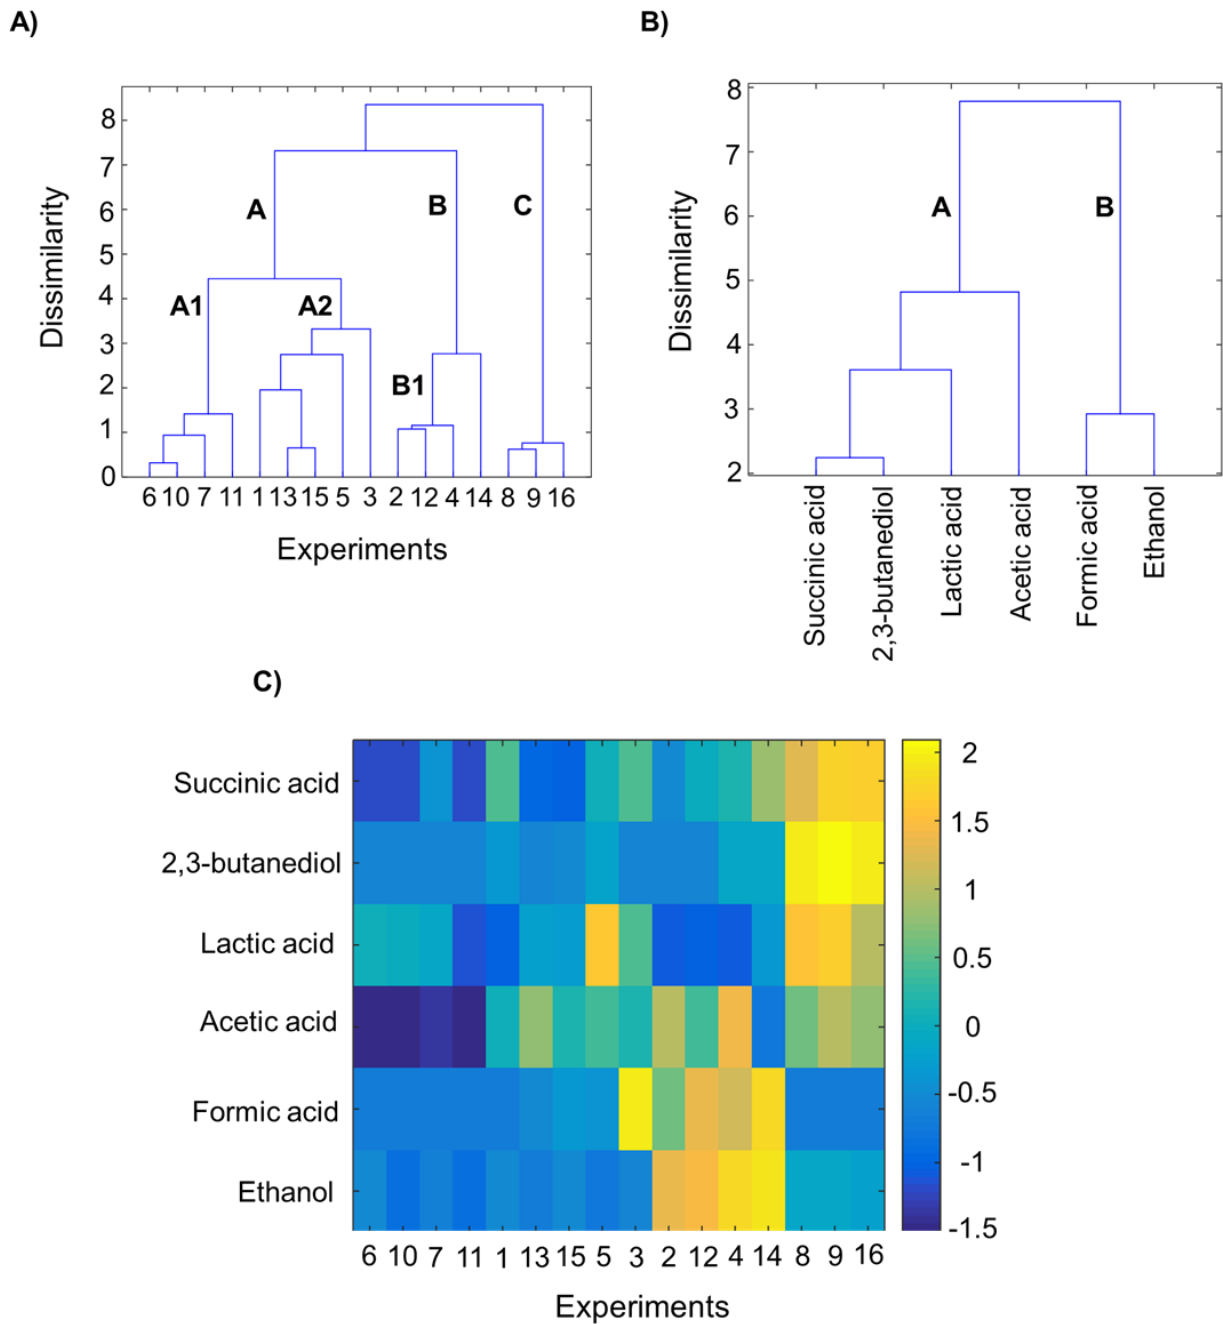 A)
B)
8
7
6
5
4
3
2
1
0
Dissimilarity
A
B
C
A1
A2
B1
6 10 7 11 1 13 15 5 3 2 12 4 14 8 9 16
Experiments
8
7
6
5
4
3
2
Dissimilarity
A
B
Succinic acid
2,3-butanediol
Lactic acid
Acetic acid
Formic acid
Ethanol
C)
Succinic acid
2,3-butanediol
Lactic acid
Acetic acid
Formic acid
Ethanol
2
1.5
1
0.5
0
-0.5
-1
-1.5
6 10 7 11 1 13 15 5 3 2 12 4 14 8 9 16
Experiments